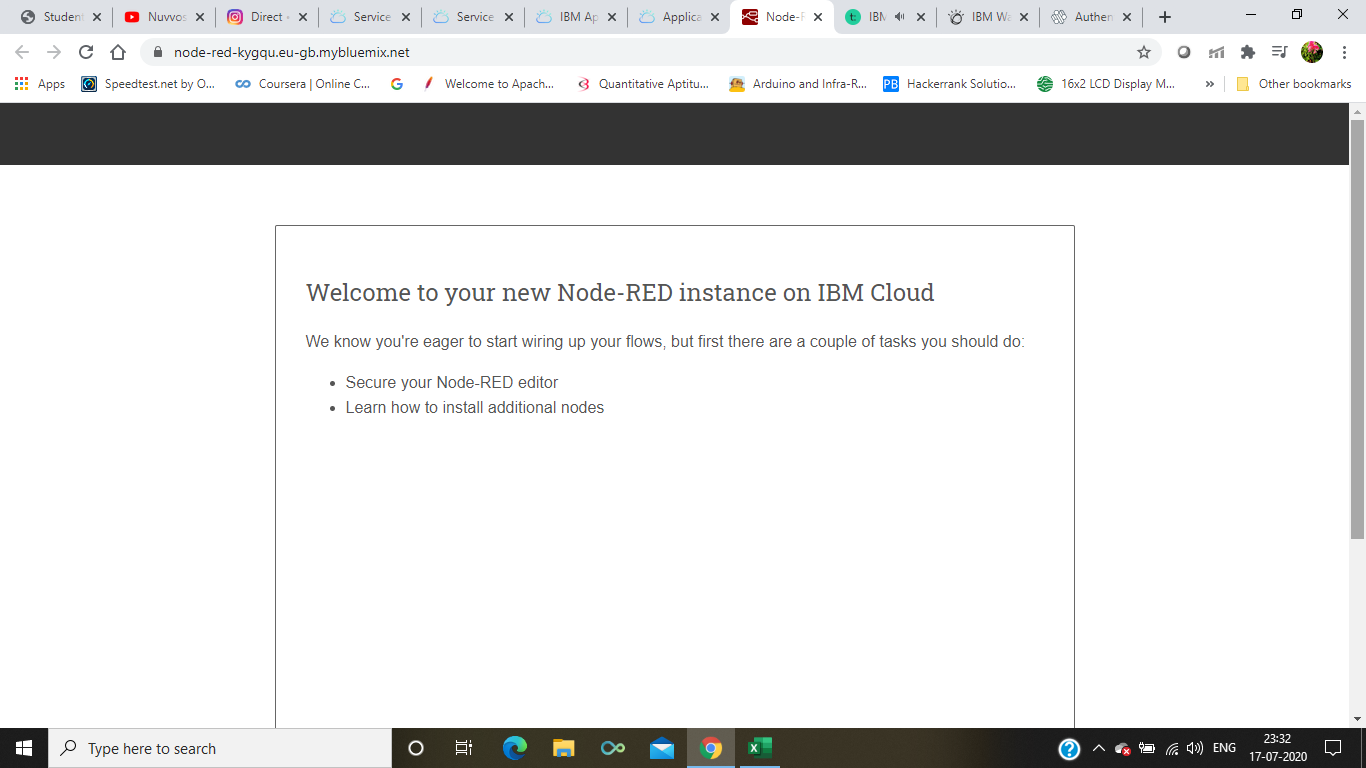 Student
Nuvvos
Direct
Service
Service
IBM Ap
Applica
Node-R
IBM
IBM Wa
Authen
node-red-kygqu.eu-gb.mybluemix.net
Apps
Speedtest.net by O...
Coursera | Online C...
Welcome to Apach...
Quantitative Aptitu...
Arduino and Infra-R...
PB
Hackerrank Solutio...
16x2 LCD Display M...
»
Other bookmarks
Welcome to your new Node-RED instance on IBM Cloud
We know you're eager to start wiring up your flows, but first there are a couple of tasks you should do:
• Secure your Node-RED editor
• Learn how to install additional nodes
Type here to search
ENG
23:32
17-07-2020